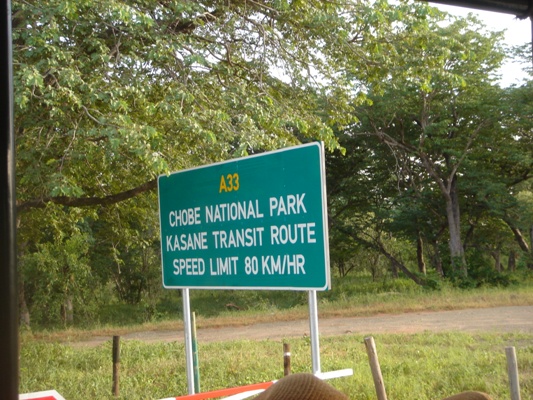 A33
CHOBE NATIONAL PARK
KASANE TRANSIT ROUTE
SPEED LIMIT 80 KM/HR